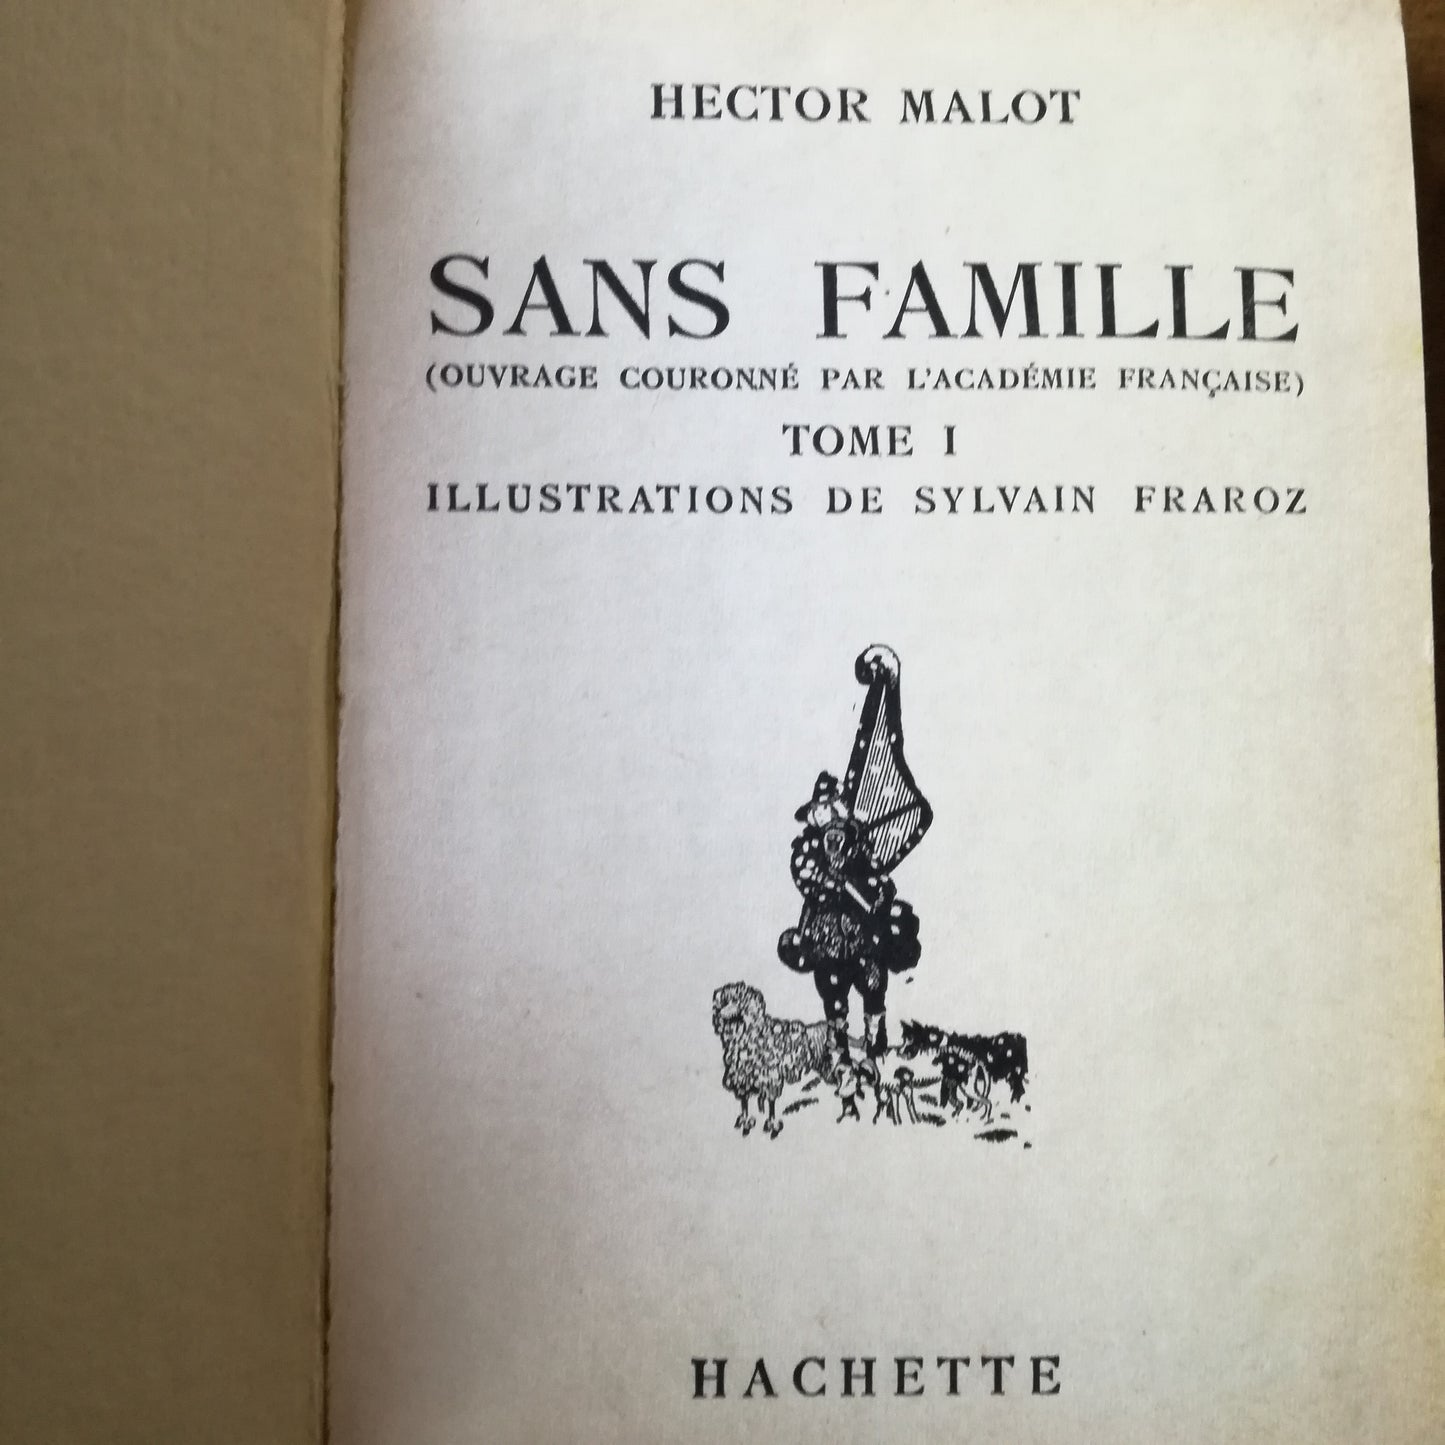 HECTOR MALOT
SANS FAMILLE
(OUVRAGE COURONNÉ PAR L'ACADÉMIE FRANÇAISE)
TOME I
ILLUSTRATIONS DE SYLVAIN FRAROZ
HACHETTE